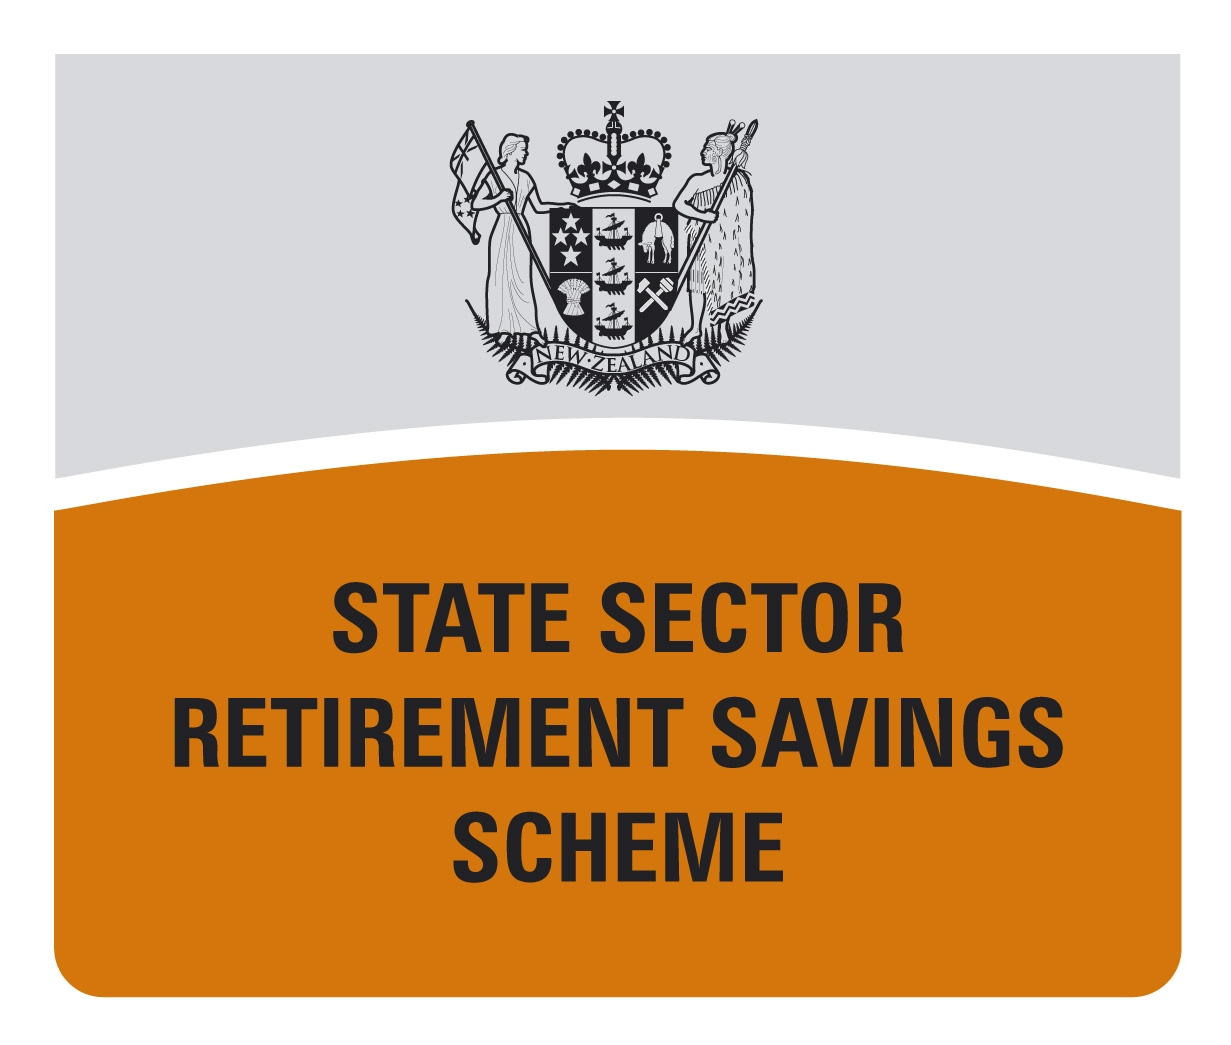 NEW·ZEALAND
STATE SECTOR
RETIREMENT SAVINGS
SCHEME